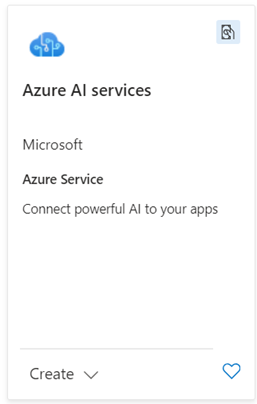 Azure AI services
Microsoft
Azure Service
Connect powerful AI to your apps
Create